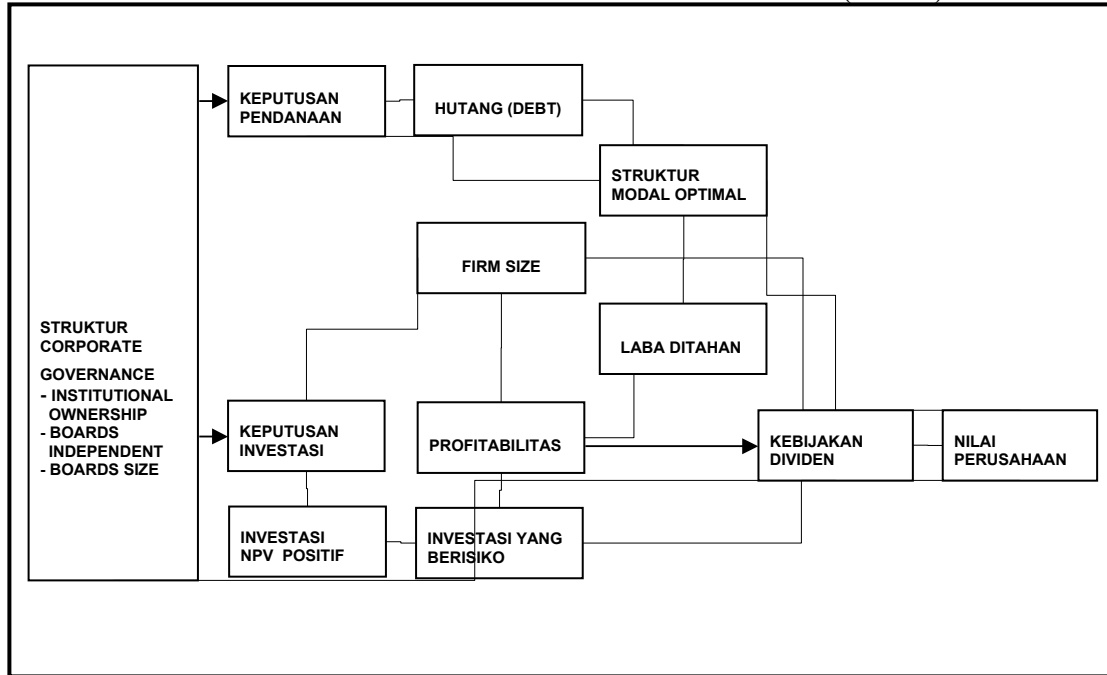 KEPUTUSAN
PENDANAAN
HUTANG (DEBT)
STRUKTUR
MODAL OPTIMAL
FIRM SIZE
LABA DITAHAN
STRUKTUR
CORPORATE
GOVERNANCE
- INSTITUTIONAL
OWNERSHIP
- BOARDS
INDEPENDENT
- BOARDS SIZE
KEPUTUSAN
INVESTASI
PROFITABILITAS
KEBIJAKAN
DIVIDEN
NILAI
PERUSAHAAN
INVESTASI
NPV POSITIF
INVESTASI YANG
BERISIKO